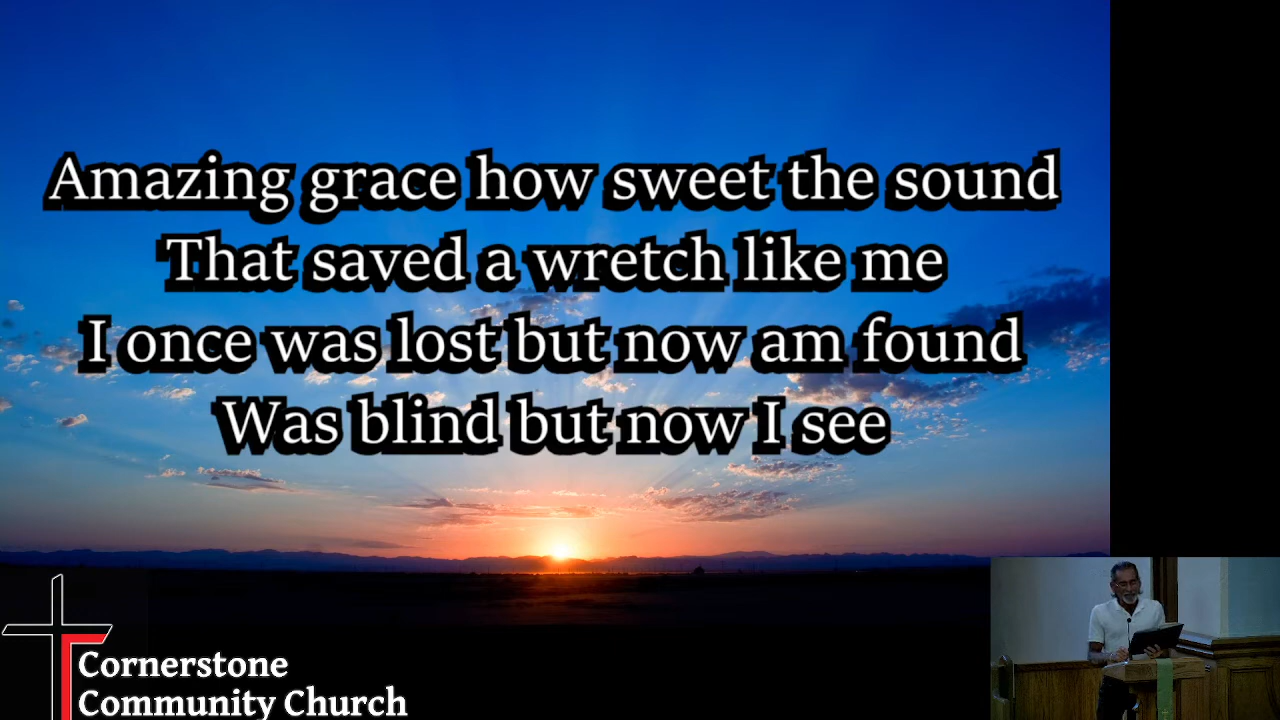 Amazing grace how sweet the sound
That saved a wretch like me
I once was lost but now am found
Was blind but now I see
Cornerstone
Community Church